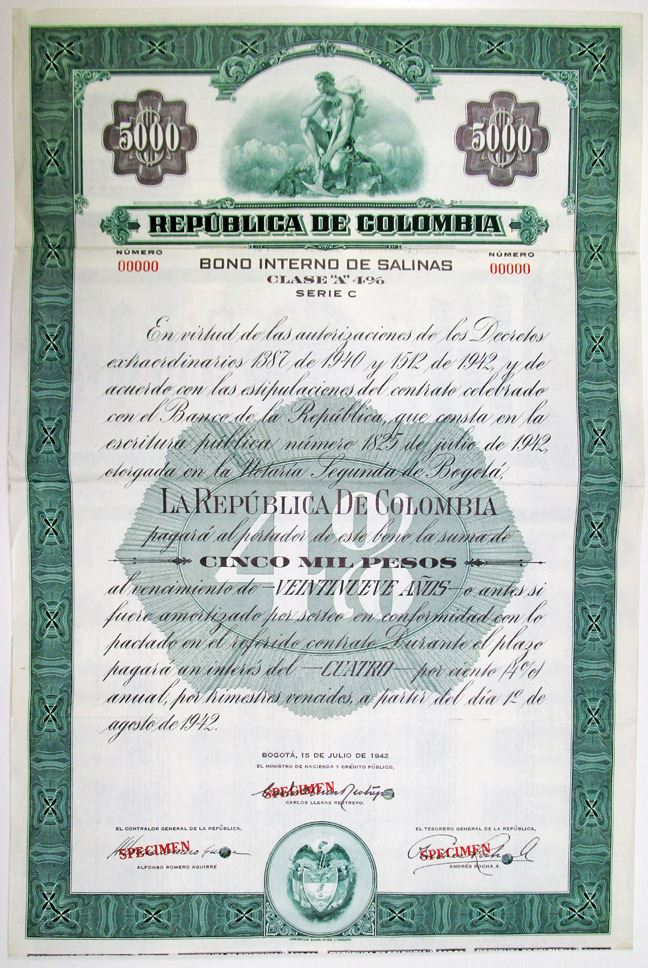 5000
5000
REPÚBLICA DE COLOMBIA
NÚMERO
00000
NÚMERO
00000
BONO INTERNO DE SALINAS
CLASE "A" 4%
SERIE C
En virtud de las autorizaciones de los Decretos
extraordinarios 1387 de 1940 y 1512 de 1942, y de
acuerdo con las estipulaciones del contrato celebrado
con el Banco de la República, que consta en la
escritura pública número 1825 de julio de 1942,
otorgada en la Notaría Segunda de Bogotá,
LA REPÚBLICA DE COLOMBIA
pagará al portador de este bono la suma de
CINCO MIL PESOS
al vencimiento de —VEINTINUEVE AÑOS— o antes si
fuere amortizado por sorteo en conformidad con lo
pactado en el referido contrato. Durante el plazo
pagará un interés del —CUATRO— por ciento (4%)
anual, por trimestres vencidos, a partir del día 1º de
agosto de 1942.
4%
BOGOTÁ, 15 DE JULIO DE 1942
EL MINISTRO DE HACIENDA Y CRÉDITO PÚBLICO,
SPECIMEN
CARLOS LLERAS RESTREPO.
EL CONTRALOR GENERAL DE LA REPÚBLICA,
SPECIMEN
ALFONSO ROMERO AGUIRRE
EL TESORERO GENERAL DE LA REPÚBLICA,
SPECIMEN
ANDRÉS ROCHA A.
AMERICAN BANK NOTE COMPANY.